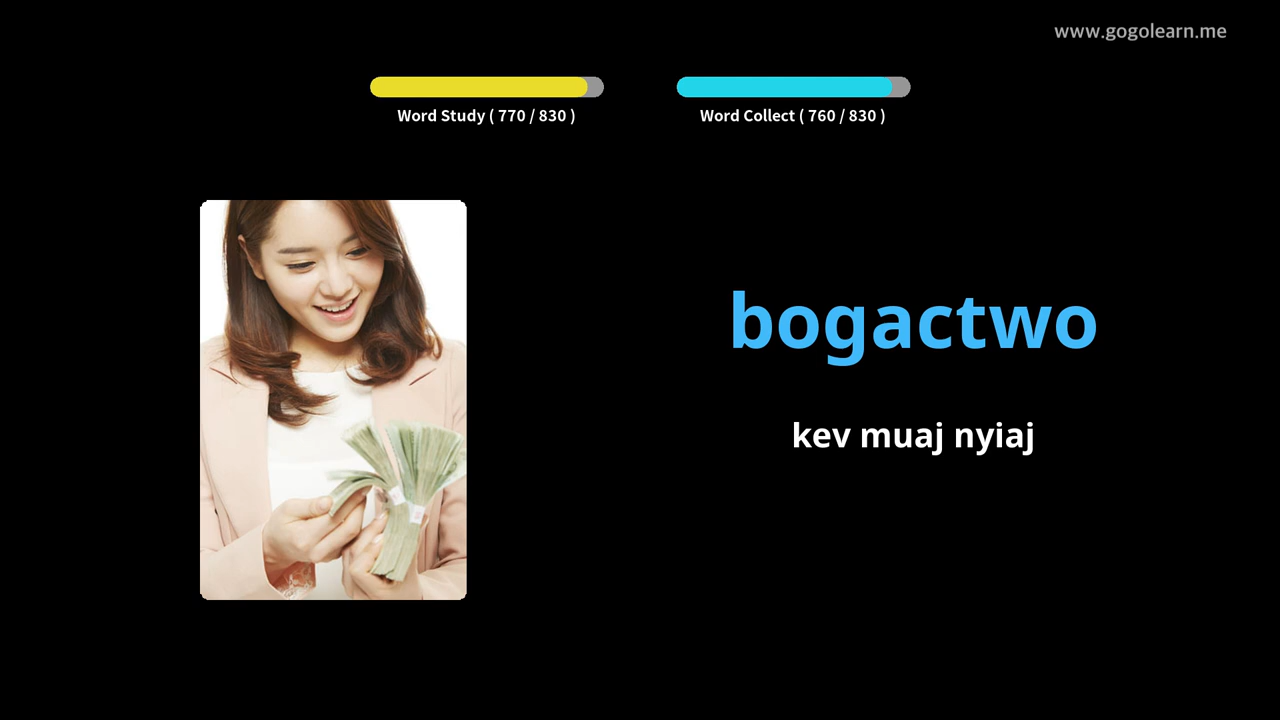 www.gogolearn.me
Word Study ( 770 / 830 )
Word Collect ( 760 / 830 )
bogactwo
kev muaj nyiaj